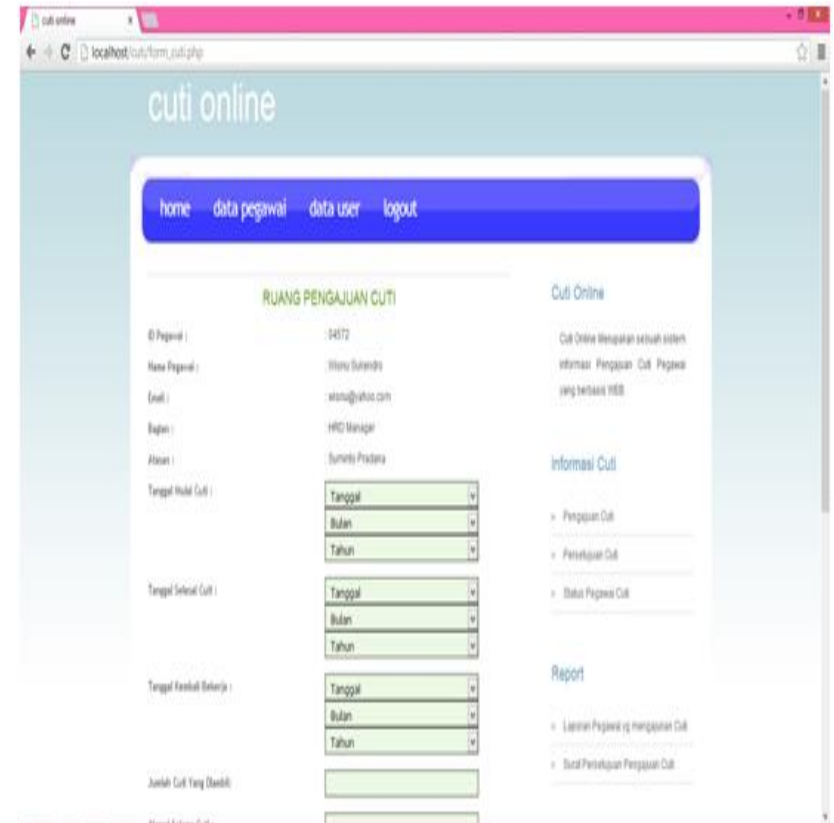 cuti online
localhost/cuti/form_cuti.php
cuti online
home data pegawai data user logout
RUANG PENGAJUAN CUTI
ID Pegawai : : 04572
Nama Pegawai :
Email : : wisnu@yahoo.com
Bagian : : HRD Manager
Atasan : : Pradana
Tanggal Mulai Cuti :
Tanggal
Bulan
Tahun
Tanggal Selesai Cuti :
Tanggal
Bulan
Tahun
Tanggal Kembali Bekerja :
Tanggal
Bulan
Tahun
Jumlah Cuti Yang Diambil:
Cuti Online
Cuti Online Merupakan sebuah sistem
informasi Pengajuan Cuti Pegawai
yang berbasis WEB
Informasi Cuti
Pengajuan Cuti
Persetujuan Cuti
Status Pegawai Cuti
Report
Laporan Pegawai yg mengajukan Cuti
Surat Persetujuan Pengajuan Cuti